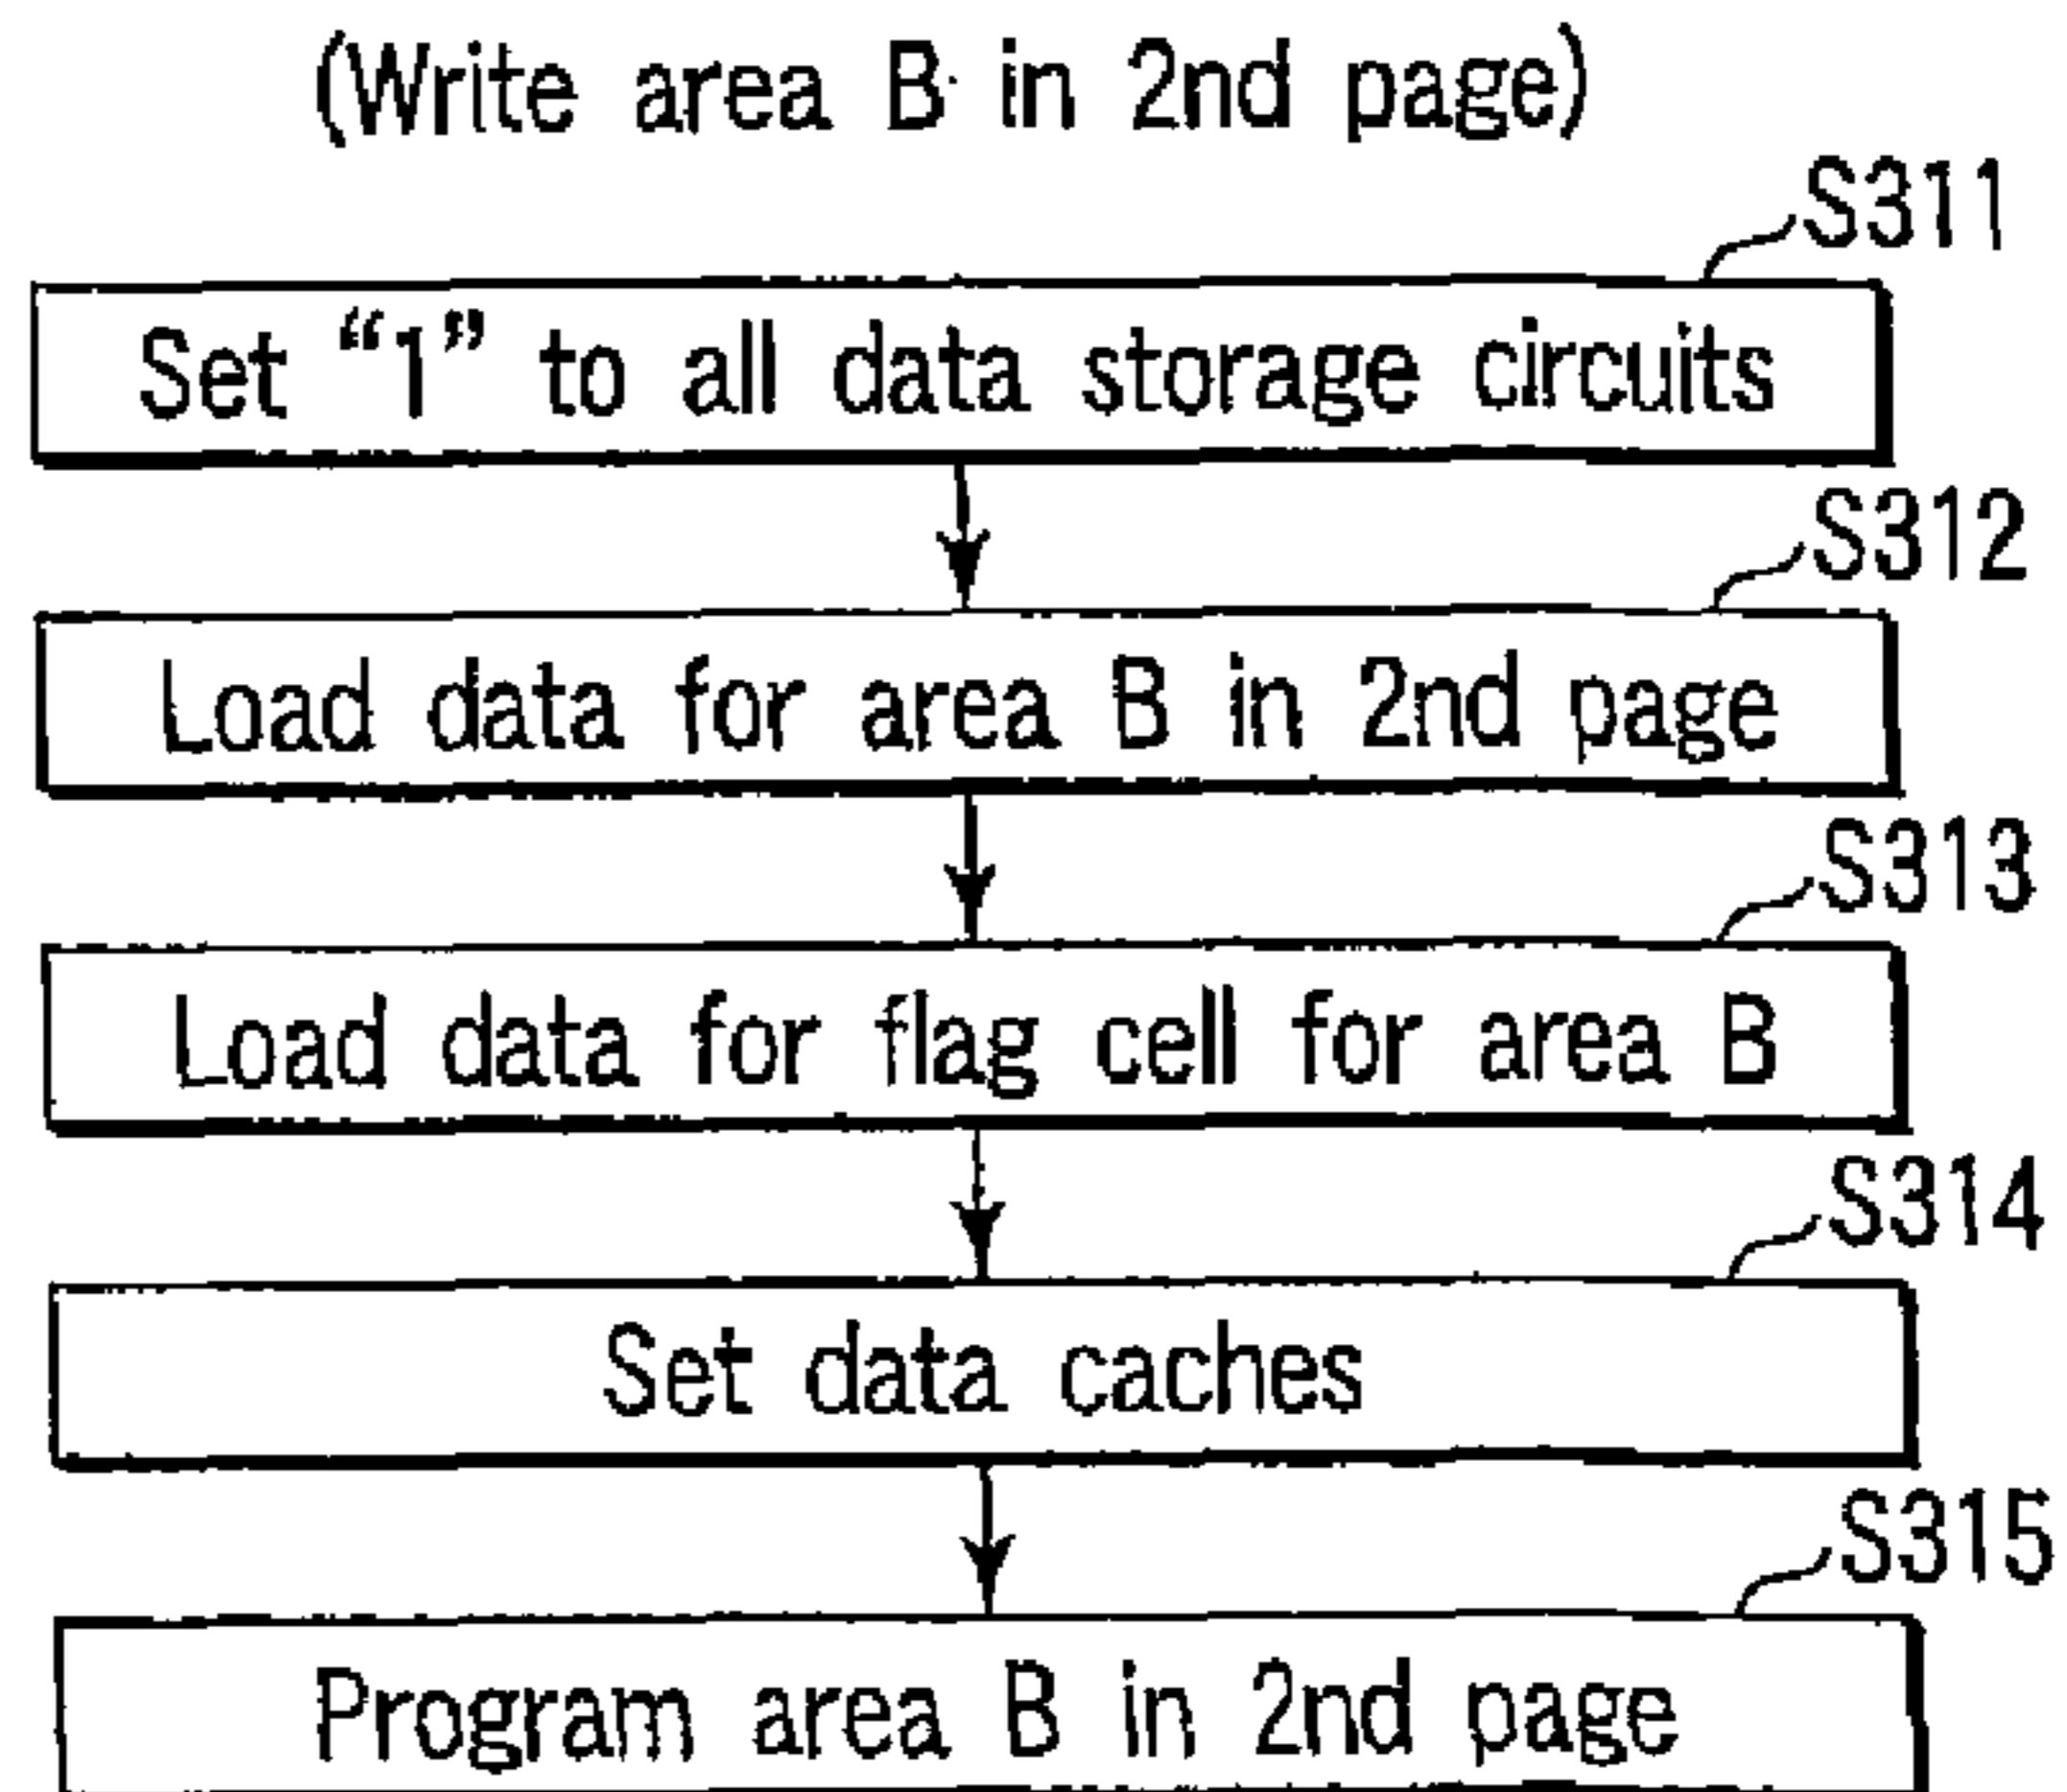 (Write area B in 2nd page)
S311
Set “1” to all data storage circuits
S312
Load data for area B in 2nd page
S313
Load data for flag cell for area B
S314
Set data caches
S315
Program area B in 2nd page